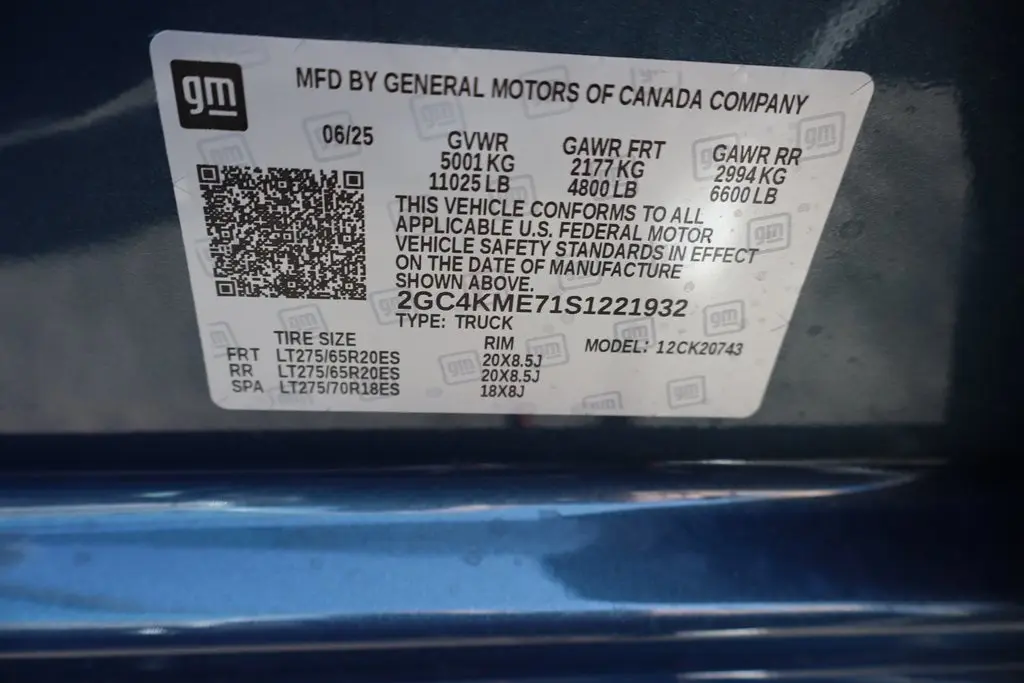 gm
MFD BY GENERAL MOTORS OF CANADA COMPANY
06/25
GVWR GAWR FRT GAWR RR
5001 KG 2177 KG 2994 KG
11025 LB 4800 LB 6600 LB
THIS VEHICLE CONFORMS TO ALL
APPLICABLE U.S. FEDERAL MOTOR
VEHICLE SAFETY STANDARDS IN EFFECT
ON THE DATE OF MANUFACTURE
SHOWN ABOVE.
2GC4KME71S1221932
TYPE: TRUCK
TIRE SIZE RIM MODEL: 12CK20743
FRT LT275/65R20ES 20X8.5J
RR LT275/65R20ES 20X8.5J
SPA LT275/70R18ES 18X8J